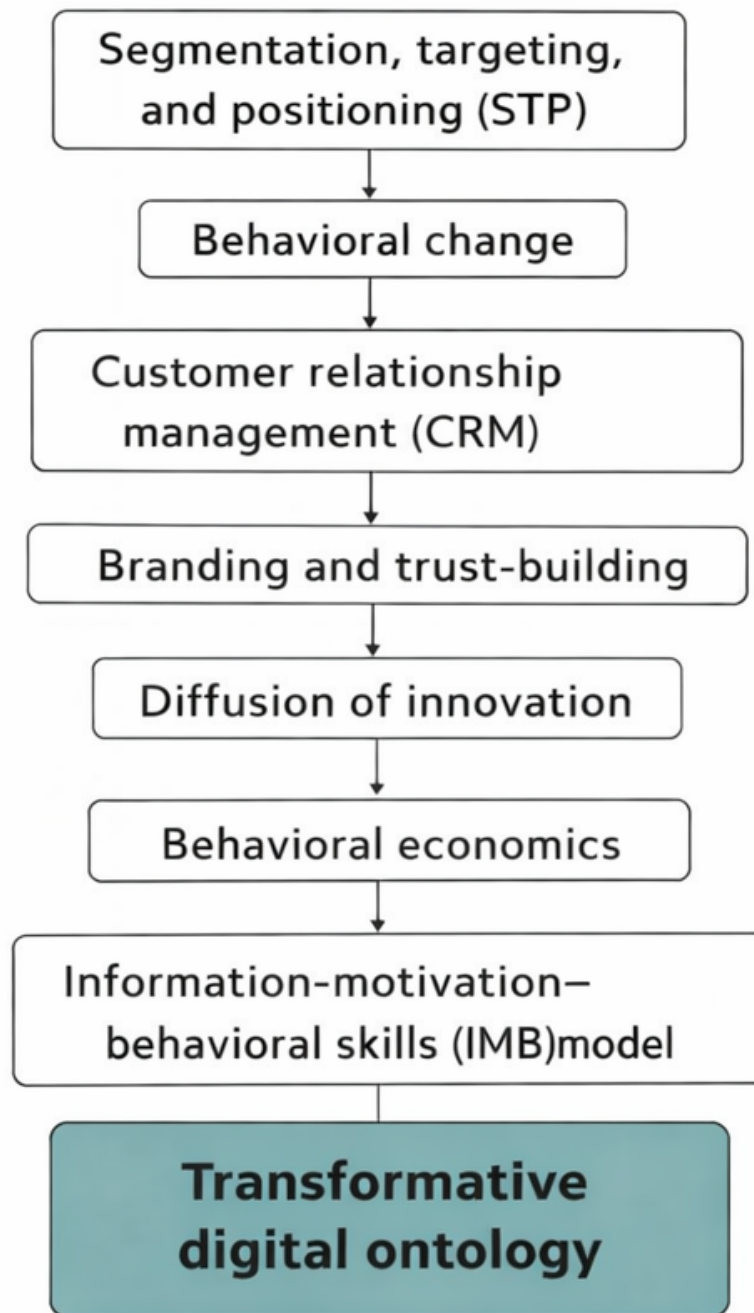 Segmentation, targeting,
and positioning (STP)
Behavioral change
Customer relationship
management (CRM)
Branding and trust-building
Diffusion of innovation
Behavioral economics
Information-motivation–
behavioral skills (IMB)model
Transformative
digital ontology